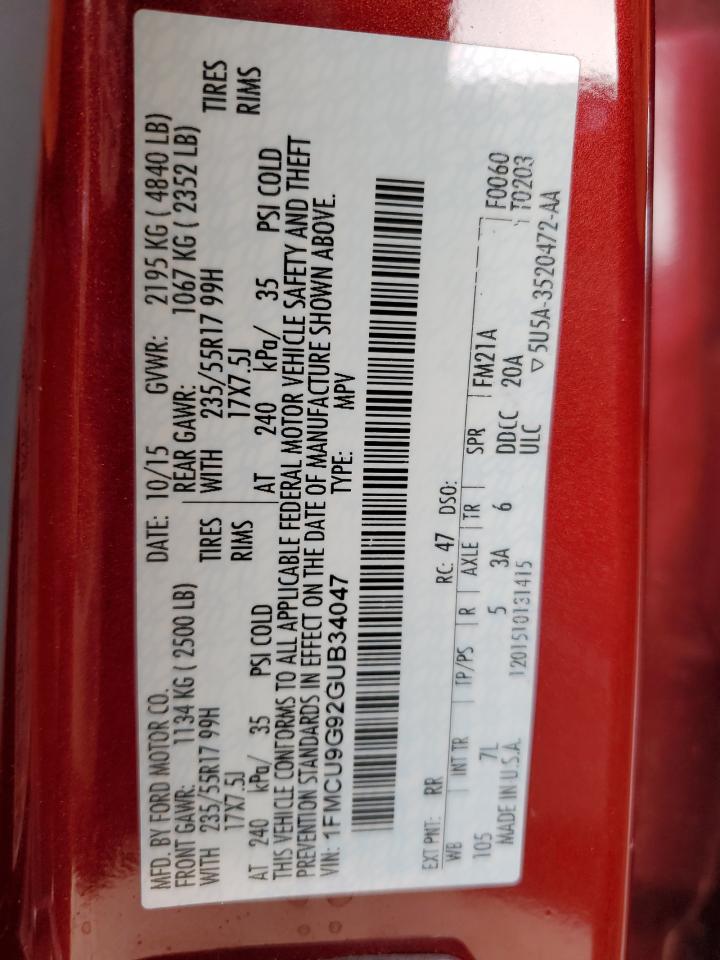 MFD. BY FORD MOTOR CO. DATE: 10/15 GVWR: 2195 KG ( 4840 LB)
FRONT GAWR: 1134 KG ( 2500 LB) REAR GAWR: 1067 KG ( 2352 LB)
WITH 235/55R17 99H TIRES WITH 235/55R17 99H TIRES
17X7.5J RIMS 17X7.5J RIMS
AT 240 kPa/ 35 PSI COLD AT 240 kPa/ 35 PSI COLD
THIS VEHICLE CONFORMS TO ALL APPLICABLE FEDERAL MOTOR VEHICLE SAFETY AND THEFT
PREVENTION STANDARDS IN EFFECT ON THE DATE OF MANUFACTURE SHOWN ABOVE.
VIN: 1FMCU9G92GUB34047 TYPE: MPV
EXT PNT: RR RC: 47 DSO: F0060
WB INT TR TP/PS R AXLE TR SPR FM21A T0203
105 7L 5 3A 6 DDCC 20A
MADE IN U.S.A. 1201510131415 ULC ▽ 5U5A-3520472-AA